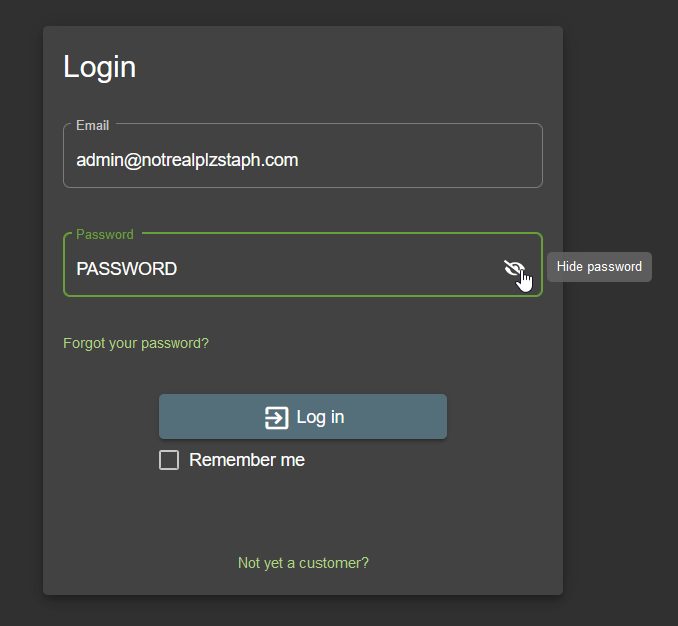 Login
Email
admin@notrealplzstaph.com
Password
PASSWORD
Hide password
Forgot your password?
Log in
Remember me
Not yet a customer?